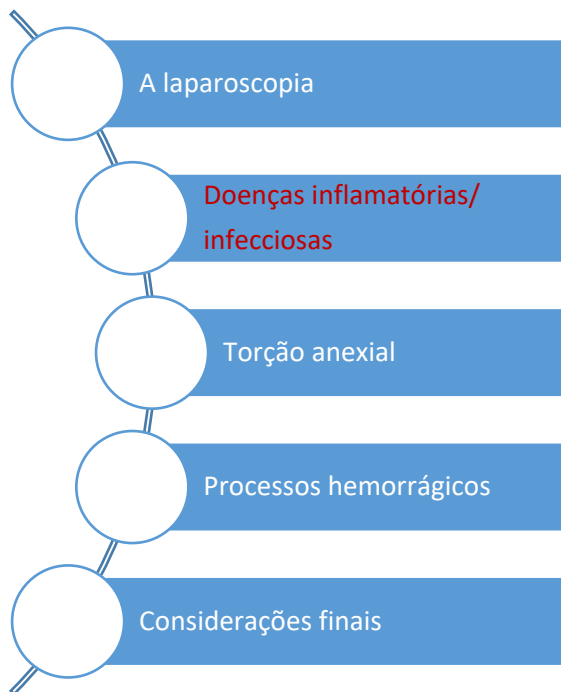 A laparoscopia
Doenças inflamatórias/
infecciosas
Torção anexial
Processos hemorrágicos
Considerações finais